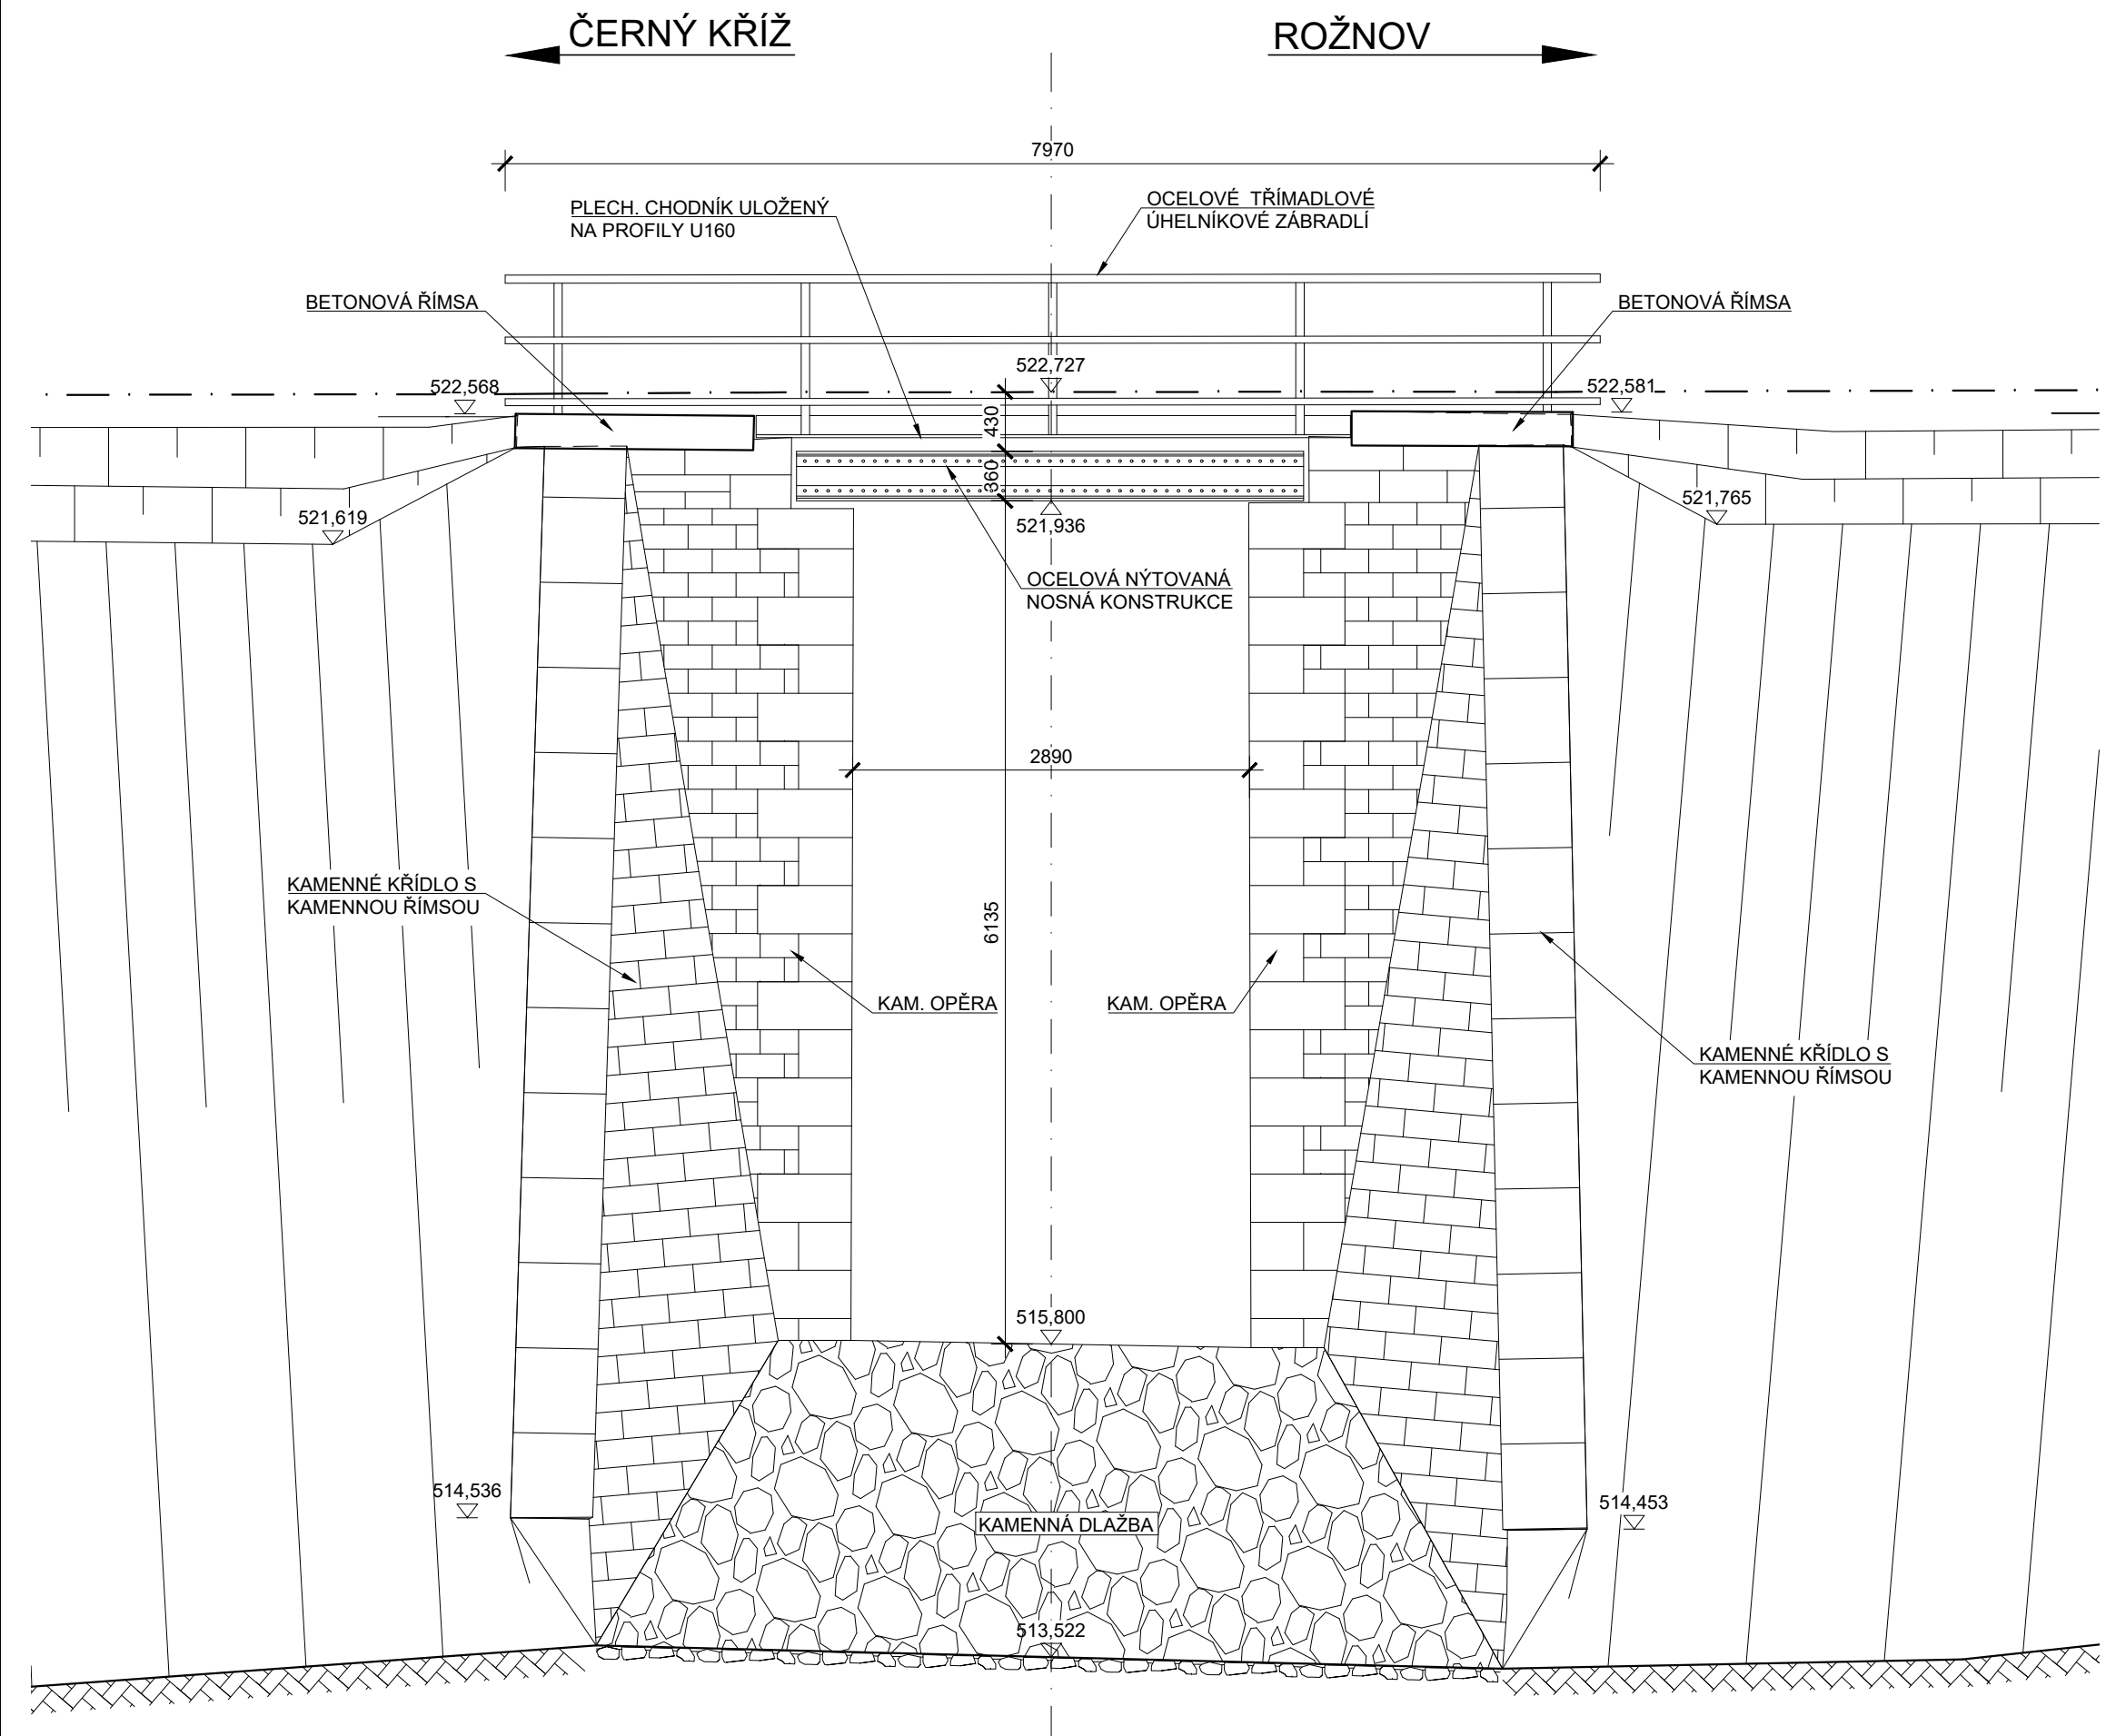 ČERNÝ KŘÍŽ
ROŽNOV
7970
PLECH. CHODNÍK ULOŽENÝ
NA PROFILY U160
OCELOVÉ TŘÍMADLOVÉ
ÚHELNÍKOVÉ ZÁBRADLÍ
BETONOVÁ ŘÍMSA
BETONOVÁ ŘÍMSA
522,727
522,568
522,581
430
360
521,619
521,936
521,765
OCELOVÁ NÝTOVANÁ
NOSNÁ KONSTRUKCE
2890
KAMENNÉ KŘÍDLO S
KAMENNOU ŘÍMSOU
6135
KAM. OPĚRA
KAM. OPĚRA
KAMENNÉ KŘÍDLO S
KAMENNOU ŘÍMSOU
515,800
514,536
514,453
KAMENNÁ DLAŽBA
513,522